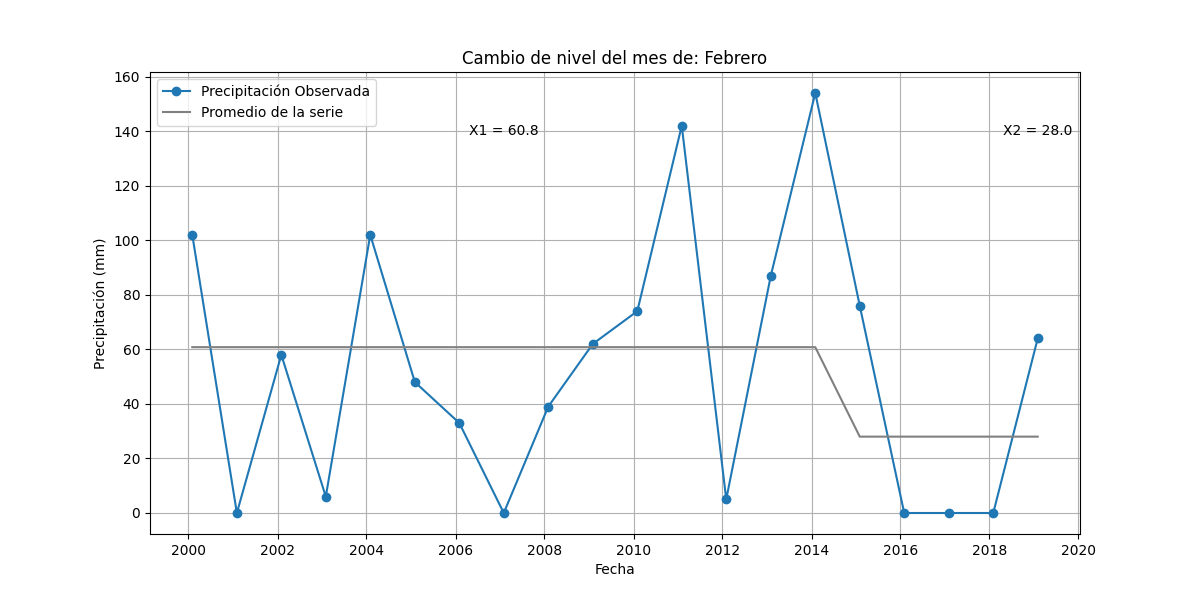 Cambio de nivel del mes de: Febrero
Precipitación Observada
Promedio de la serie
X1 = 60.8
X2 = 28.0
Precipitación (mm)
160
140
120
100
80
60
40
20
0
2000 2002 2004 2006 2008 2010 2012 2014 2016 2018 2020
Fecha